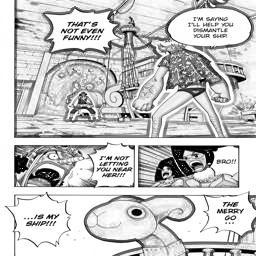 I'M SAYING
I'LL HELP YOU
DISMANTLE
YOUR SHIP.
THAT'S
NOT EVEN
FUNNY!!!
BRO!!
I'M NOT
LETTING
YOU NEAR
HER!!!
THE
MERRY
GO ...
...IS MY
SHIP!!!